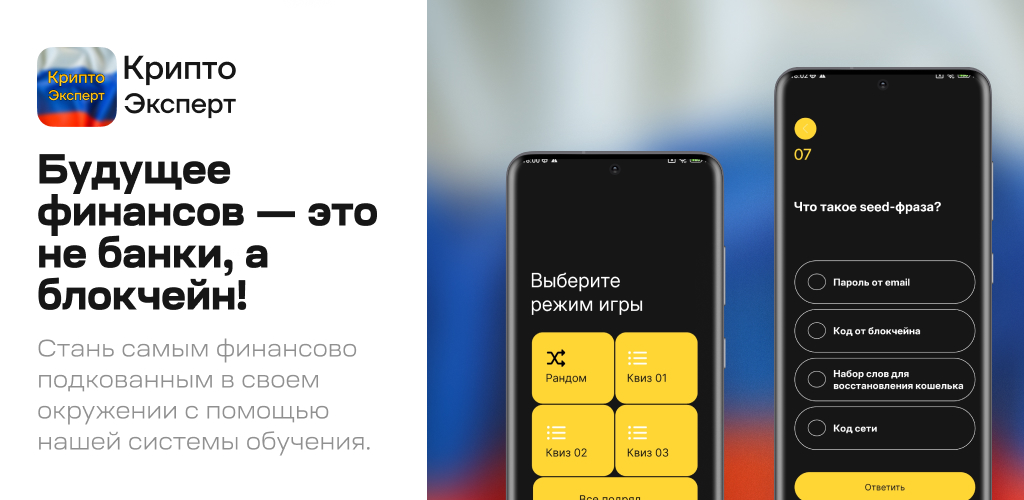 Крипто
Эксперт
Крипто
Эксперт
Будущее
финансов — это
не банки, а
блокчейн!
Стань самым финансово
подкованным в своем
окружении с помощью
нашей системы обучения.
Выберите
режим игры
Рандом
Квиз 01
Квиз 02
Квиз 03
Все подряд
07
Что такое seed-фраза?
Пароль от email
Код от блокчейна
Набор слов для
восстановления кошелька
Код сети
Ответить